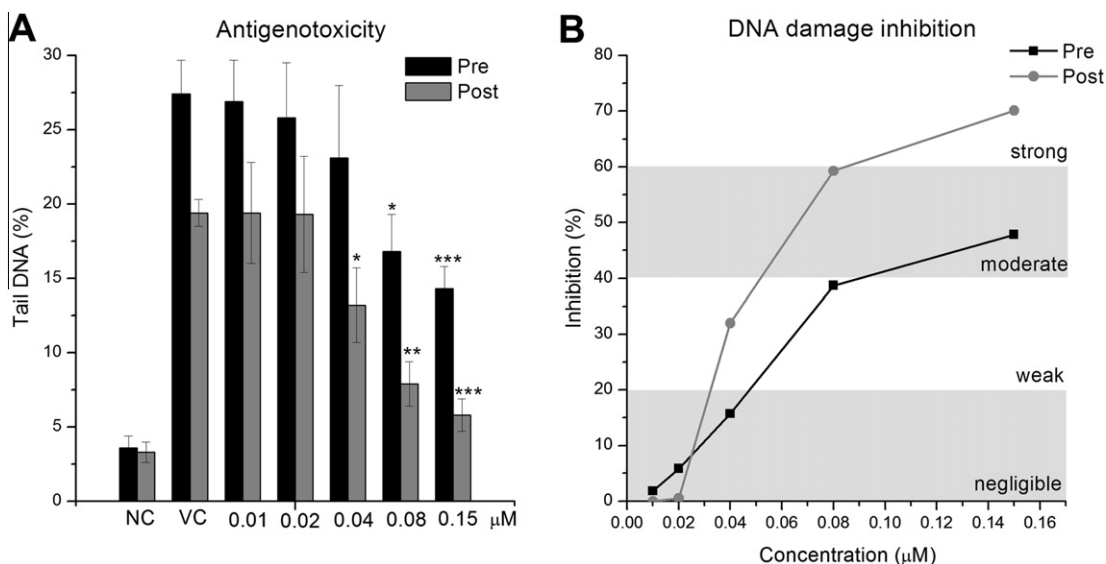 A
Antigenotoxicity
Pre
Post
Tail DNA (%)
30
25
20
15
10
5
0
*
*
**
***
***
NC VC 0.01 0.02 0.04 0.08 0.15 μM
B
DNA damage inhibition
Pre
Post
Inhibition (%)
80
70
60
50
40
30
20
10
0
strong
moderate
weak
negligible
0.00 0.02 0.04 0.06 0.08 0.10 0.12 0.14 0.16
Concentration (μM)